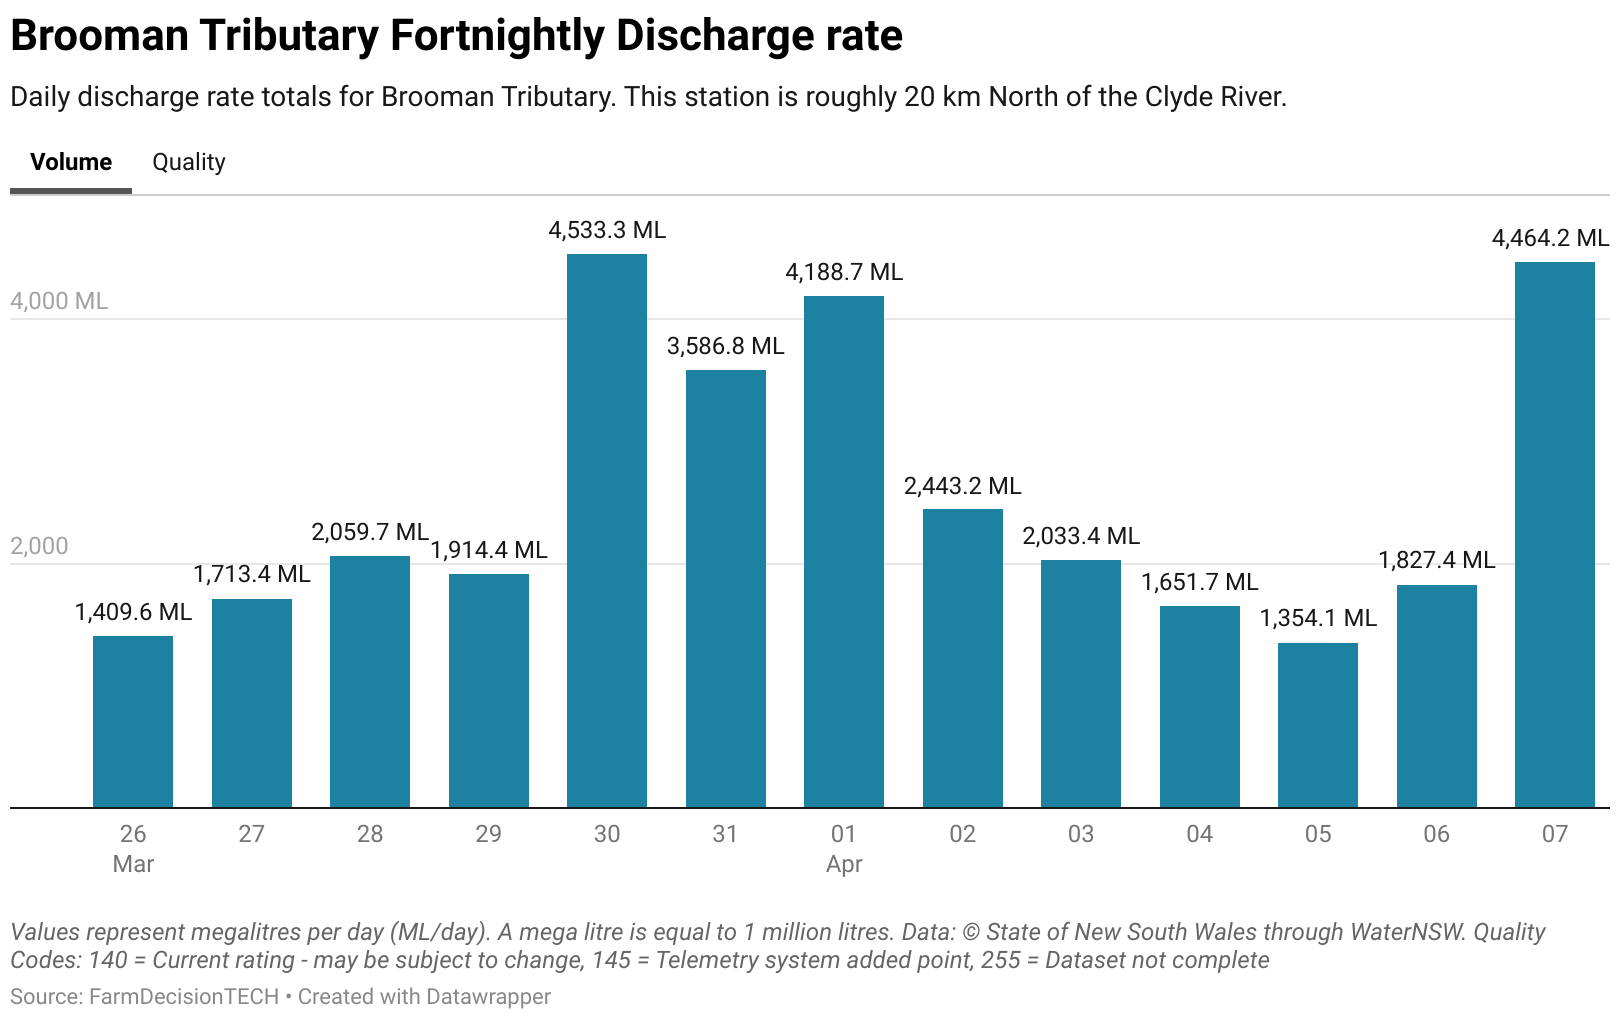 Brooman Tributary Fortnightly Discharge rate
Daily discharge rate totals for Brooman Tributary. This station is roughly 20 km North of the Clyde River.
Volume Quality
4,533.3 ML
4,464.2 ML
4,188.7 ML
4,000 ML
3,586.8 ML
2,443.2 ML
2,059.7 ML
2,033.4 ML
2,000
1,914.4 ML
1,827.4 ML
1,713.4 ML
1,651.7 ML
1,409.6 ML
1,354.1 ML
26 27 28 29 30 31 01 02 03 04 05 06 07
Mar Apr
Values represent megalitres per day (ML/day). A mega litre is equal to 1 million litres. Data: © State of New South Wales through WaterNSW. Quality
Codes: 140 = Current rating - may be subject to change, 145 = Telemetry system added point, 255 = Dataset not complete
Source: FarmDecisionTECH • Created with Datawrapper